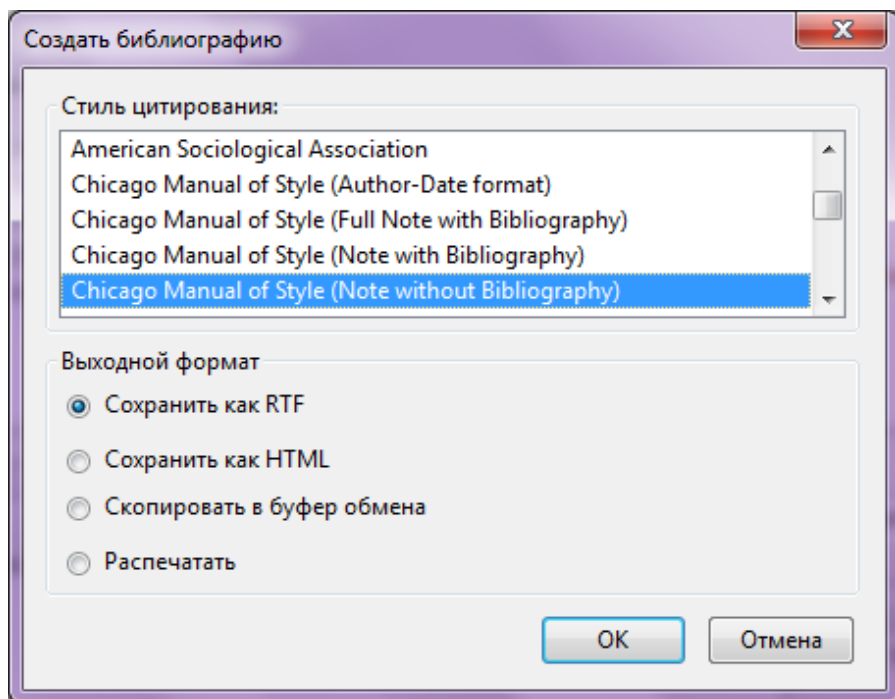 Создать библиографию
Стиль цитирования:
American Sociological Association
Chicago Manual of Style (Author-Date format)
Chicago Manual of Style (Full Note with Bibliography)
Chicago Manual of Style (Note with Bibliography)
Chicago Manual of Style (Note without Bibliography)
Выходной формат
Сохранить как RTF
Сохранить как HTML
Скопировать в буфер обмена
Распечатать
OK Отмена